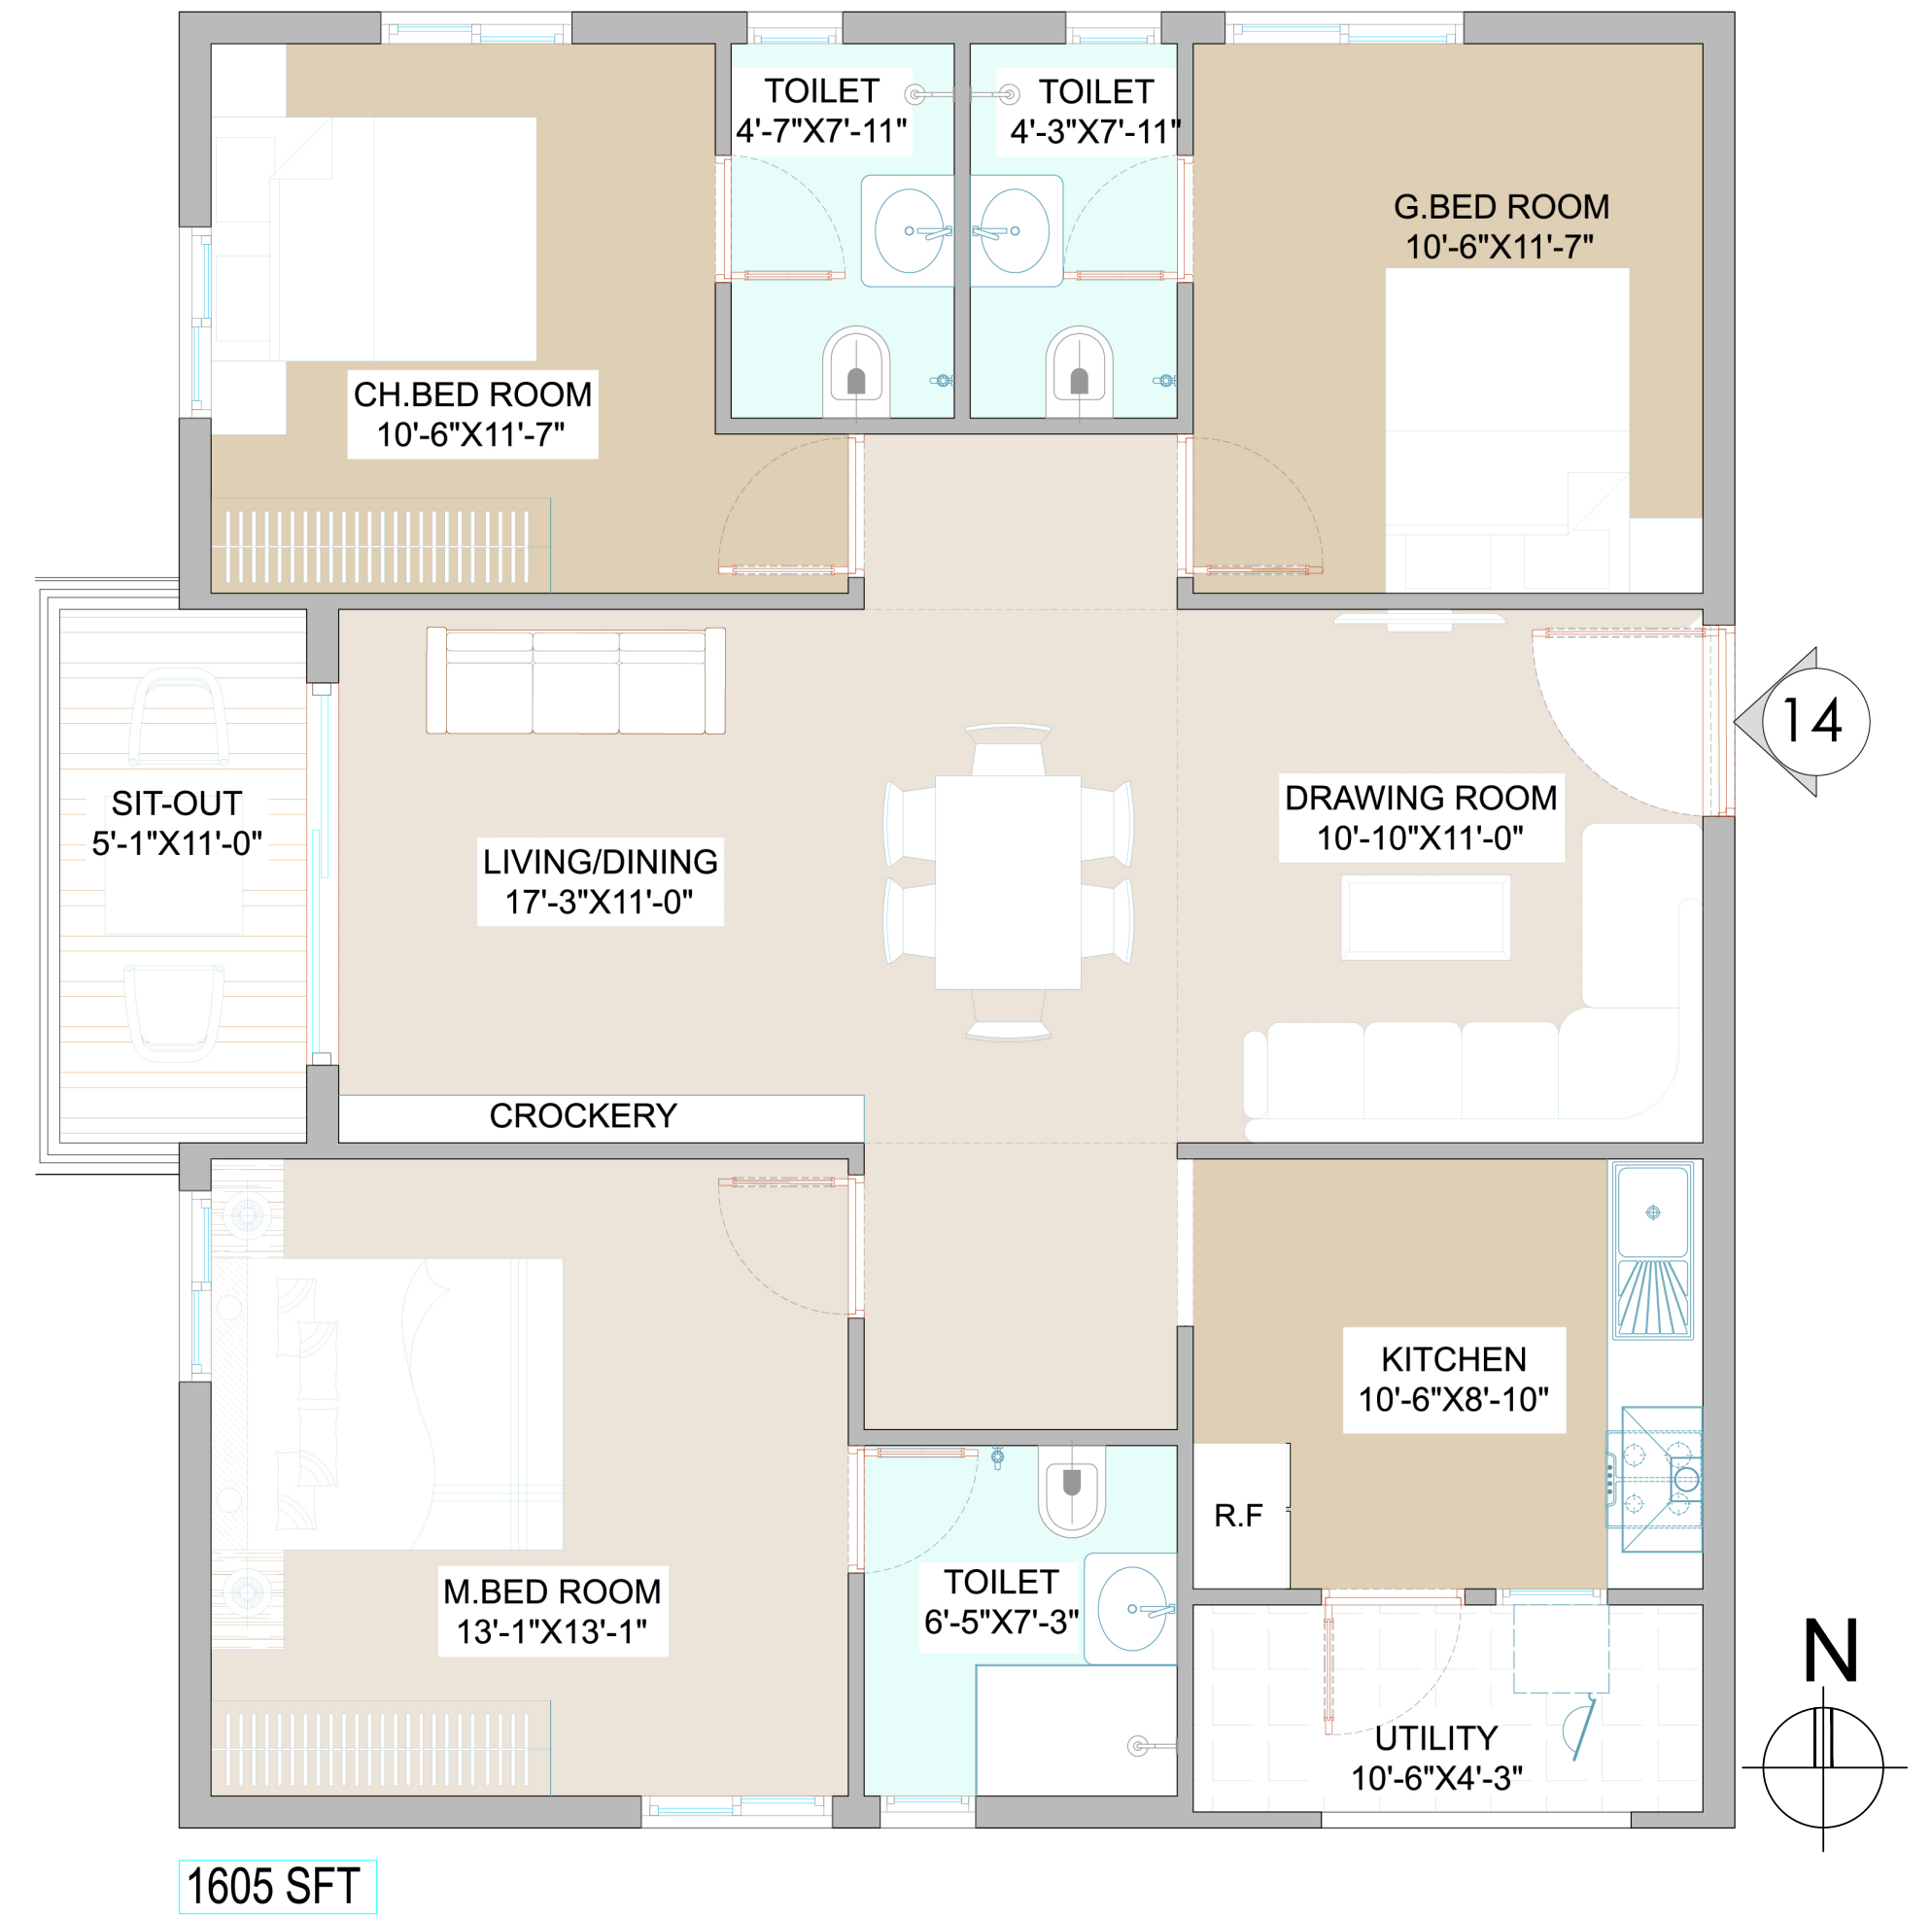 TOILET
4'-7"X7'-11"
TOILET
4'-3"X7'-11"
G.BED ROOM
10'-6"X11'-7"
CH.BED ROOM
10'-6"X11'-7"
14
SIT-OUT
5'-1"X11'-0"
DRAWING ROOM
10'-10"X11'-0"
LIVING/DINING
17'-3"X11'-0"
CROCKERY
KITCHEN
10'-6"X8'-10"
R.F
M.BED ROOM
13'-1"X13'-1"
TOILET
6'-5"X7'-3"
N
UTILITY
10'-6"X4'-3"
1605 SFT